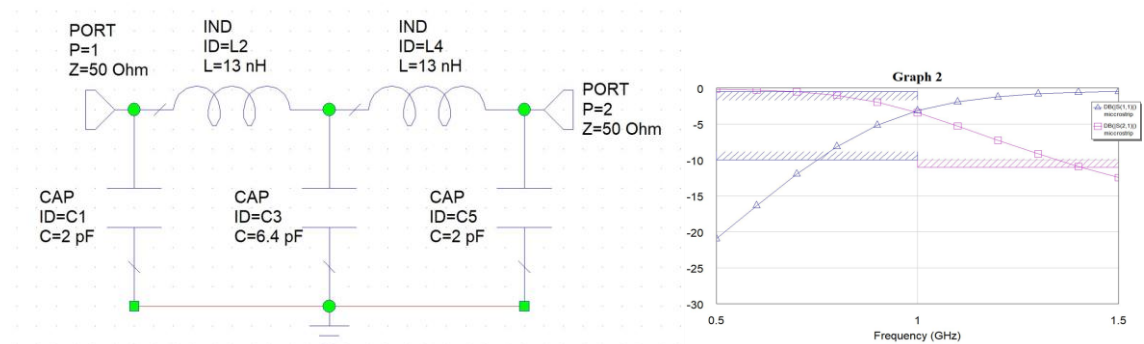 PORT
P=1
Z=50 Ohm
IND
ID=L2
L=13 nH
IND
ID=L4
L=13 nH
PORT
P=2
Z=50 Ohm
CAP
ID=C1
C=2 pF
CAP
ID=C3
C=6.4 pF
CAP
ID=C5
C=2 pF
Graph 2
0
-5
-10
-15
-20
-25
-30
0.5
1
1.5
Frequency (GHz)
DB(|S(1,1)|)
microstrip
DB(|S(2,1)|)
microstrip